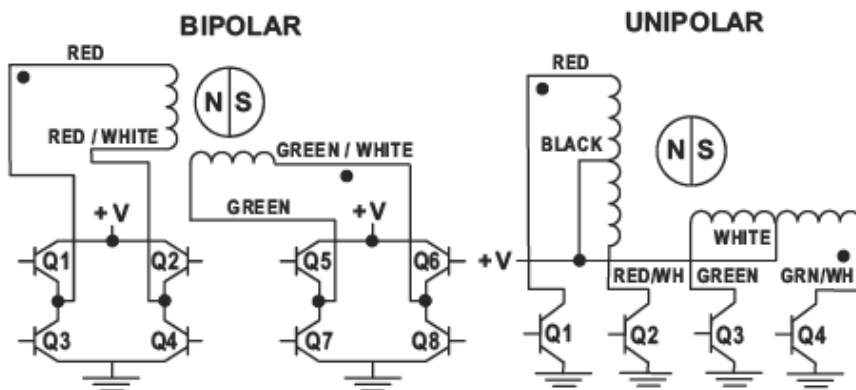 BIPOLAR
RED
RED / WHITE
N S
GREEN / WHITE
GREEN
+V
Q1 Q2
Q3 Q4
+V
Q5 Q6
Q7 Q8
UNIPOLAR
RED
BLACK
N S
WHITE
+V
RED/WH GREEN GRN/WH
Q1 Q2 Q3 Q4